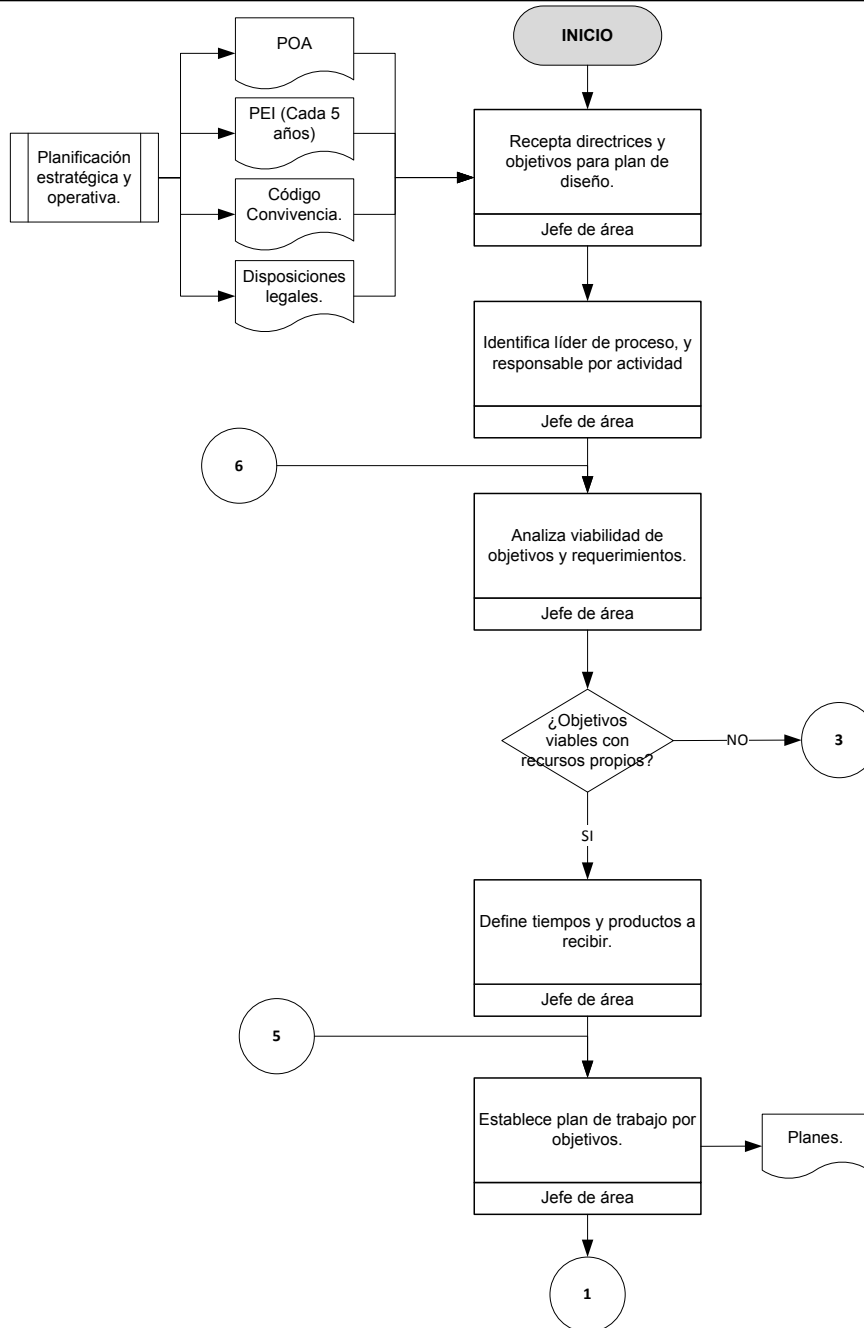 INICIO
POA
PEI (Cada 5
años)
Planificación
estratégica y
operativa.
Código
Convivencia.
Disposiciones
legales.
Recepta directrices y
objetivos para plan de
diseño.
Jefe de área
Identifica líder de proceso, y
responsable por actividad
Jefe de área
6
Analiza viabilidad de
objetivos y requerimientos.
Jefe de área
¿Objetivos
viables con
recursos propios?
NO
3
SI
Define tiempos y productos a
recibir.
Jefe de área
5
Establece plan de trabajo por
objetivos.
Jefe de área
Planes.
1